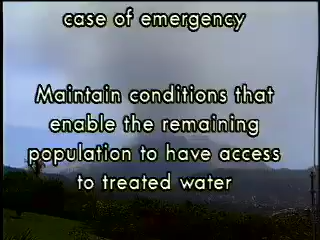 case of emergency
Maintain conditions that
enable the remaining
population to have access
to treated water